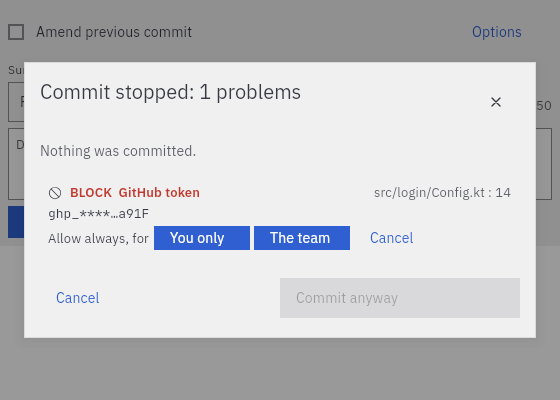 Amend previous commit
Options
Commit stopped: 1 problems
50
Nothing was committed.
BLOCK GitHub token
src/login/Config.kt : 14
ghp_****…a91F
Allow always, for
You only
The team
Cancel
Cancel
Commit anyway